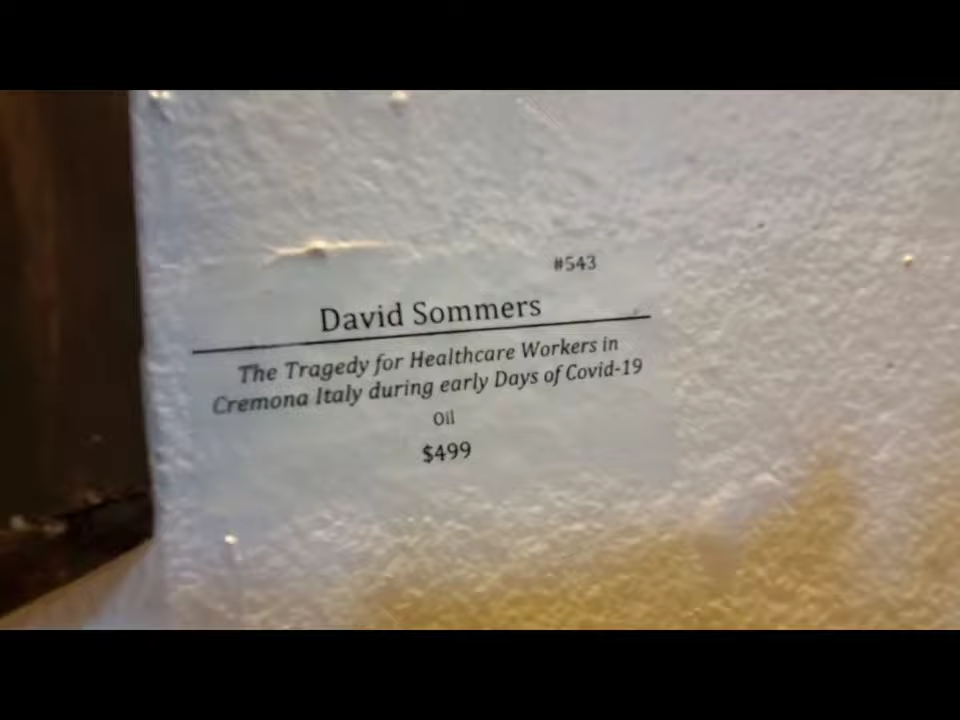 #543
David Sommers
The Tragedy for Healthcare Workers in
Cremona Italy during early Days of Covid-19
Oil
$499